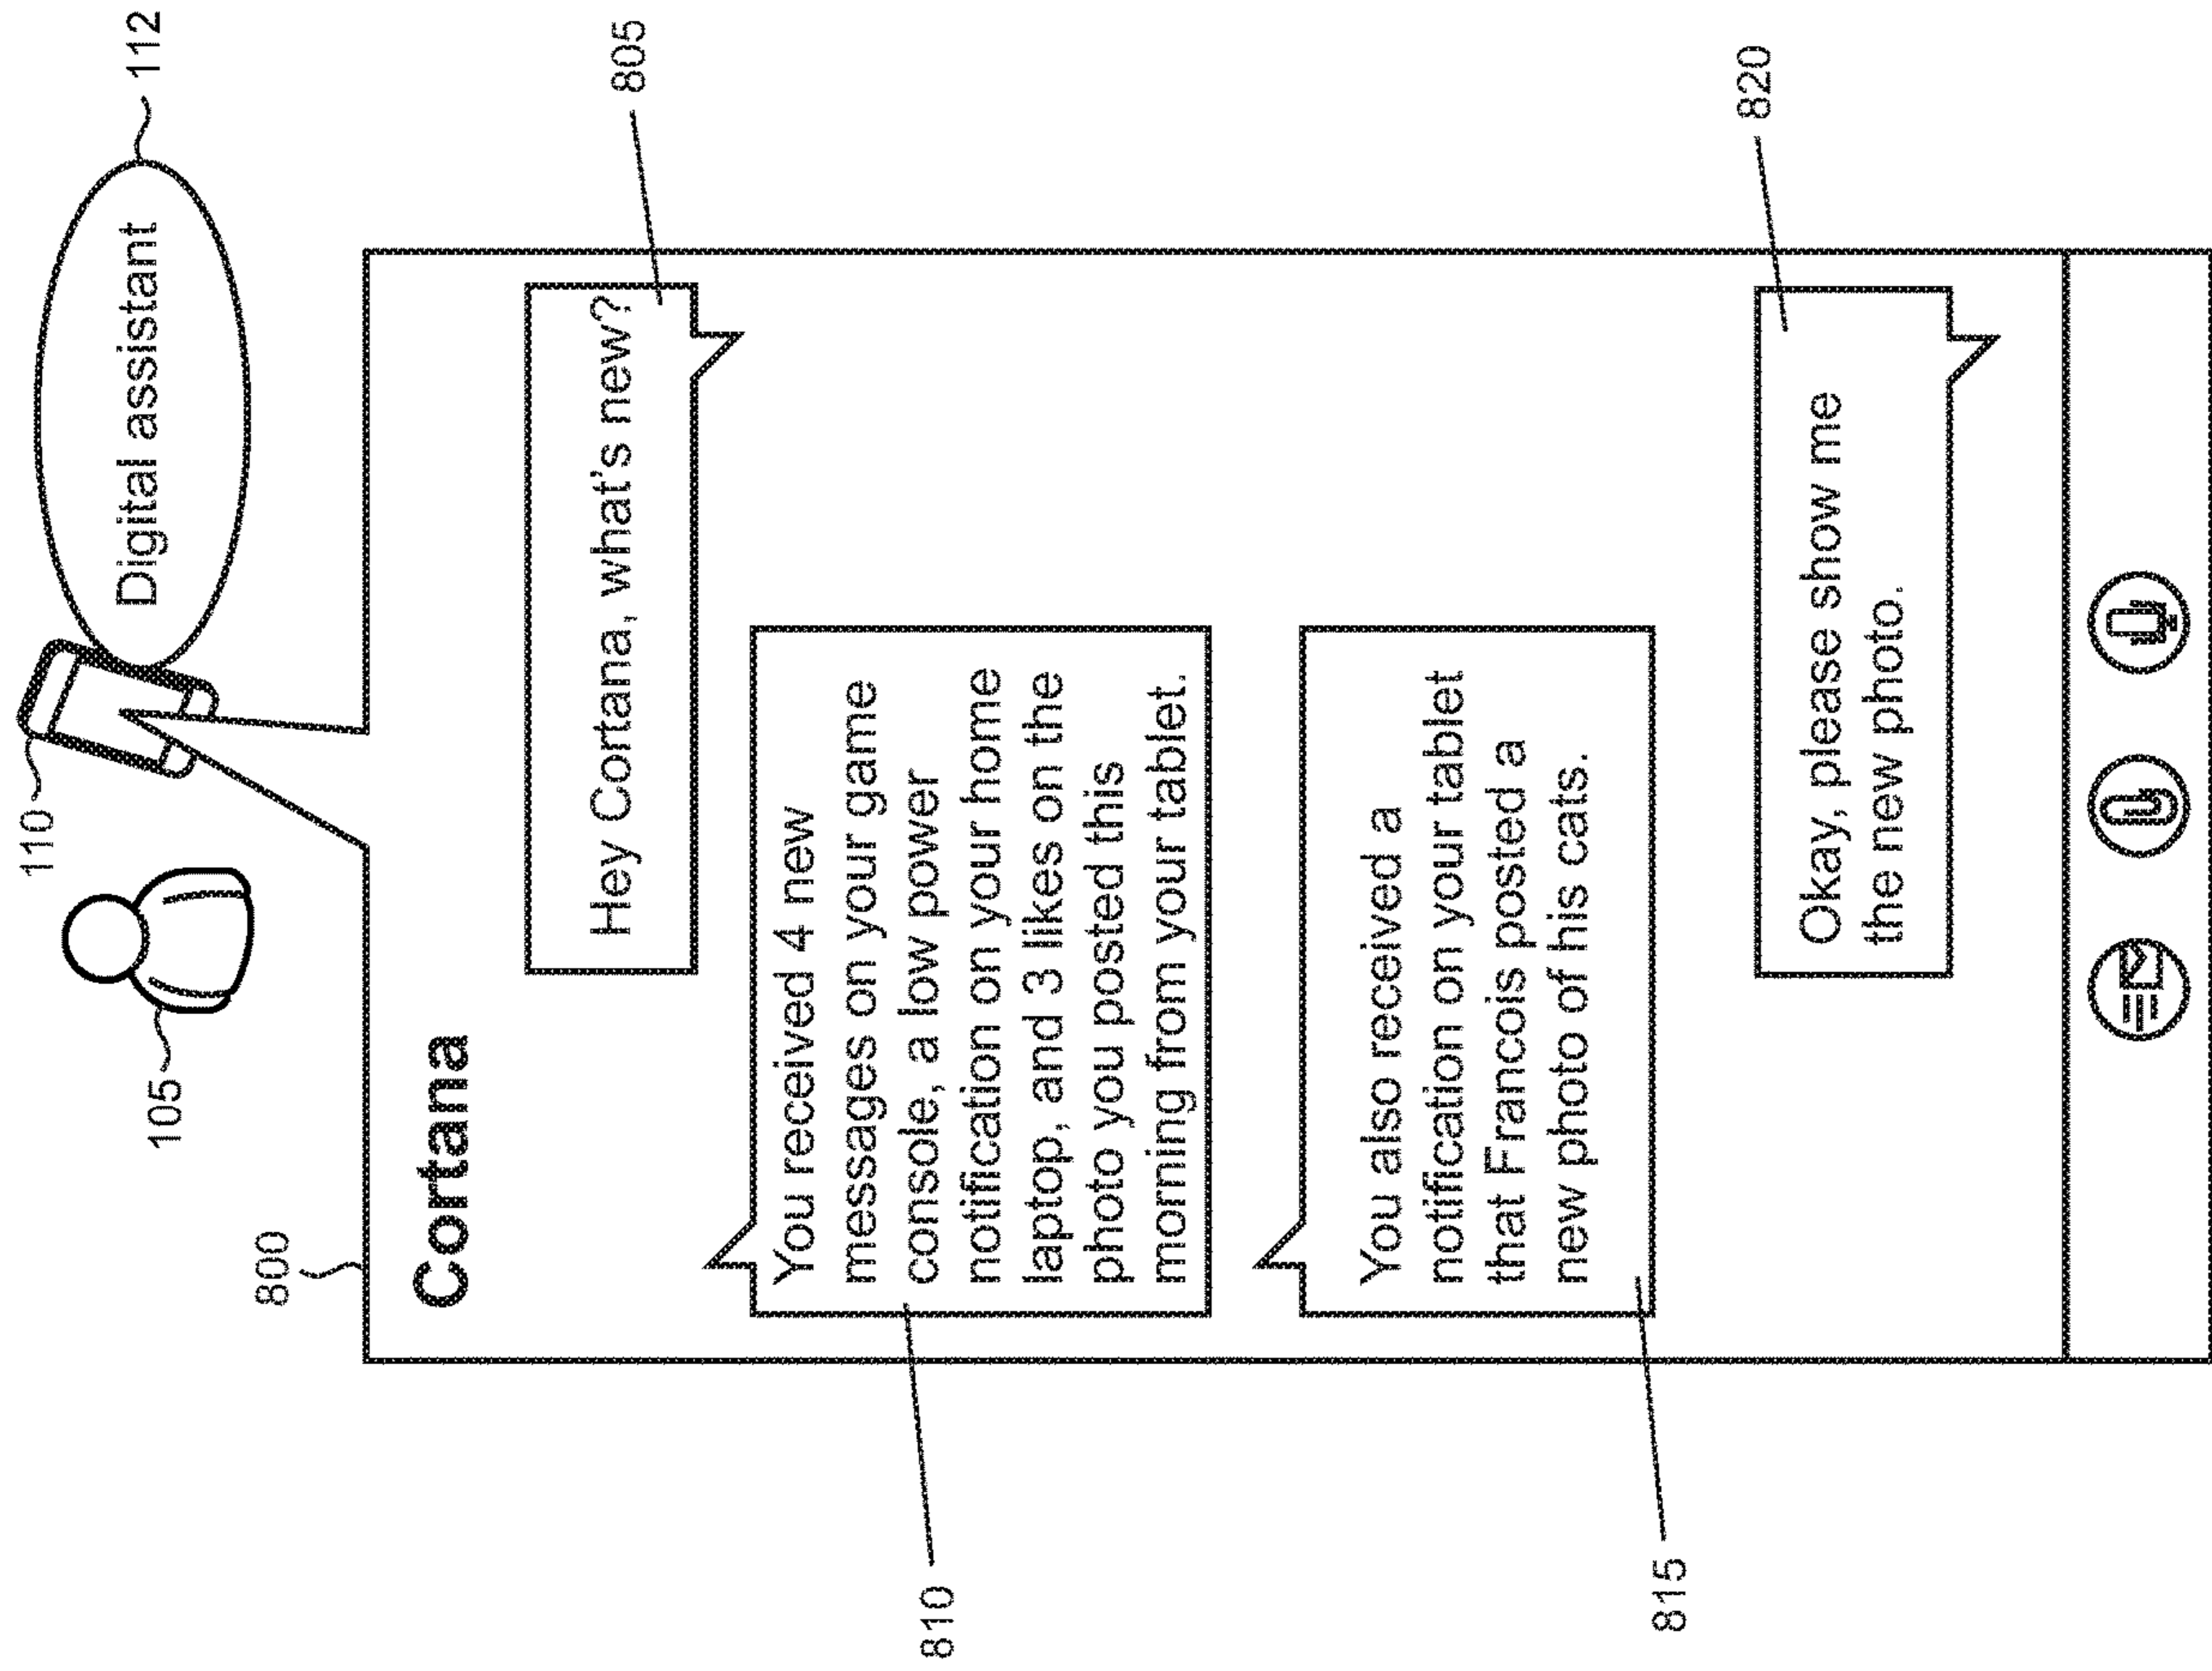 105
110
Digital assistant
112
800
Cortana
Hey Cortana, what's new?
805
You received 4 new
messages on your game
console, a low power
notification on your home
laptop, and 3 likes on the
photo you posted this
morning from your tablet.
810
You also received a
notification on your tablet
that Francois posted a
new photo of his cats.
815
Okay, please show me
the new photo.
820